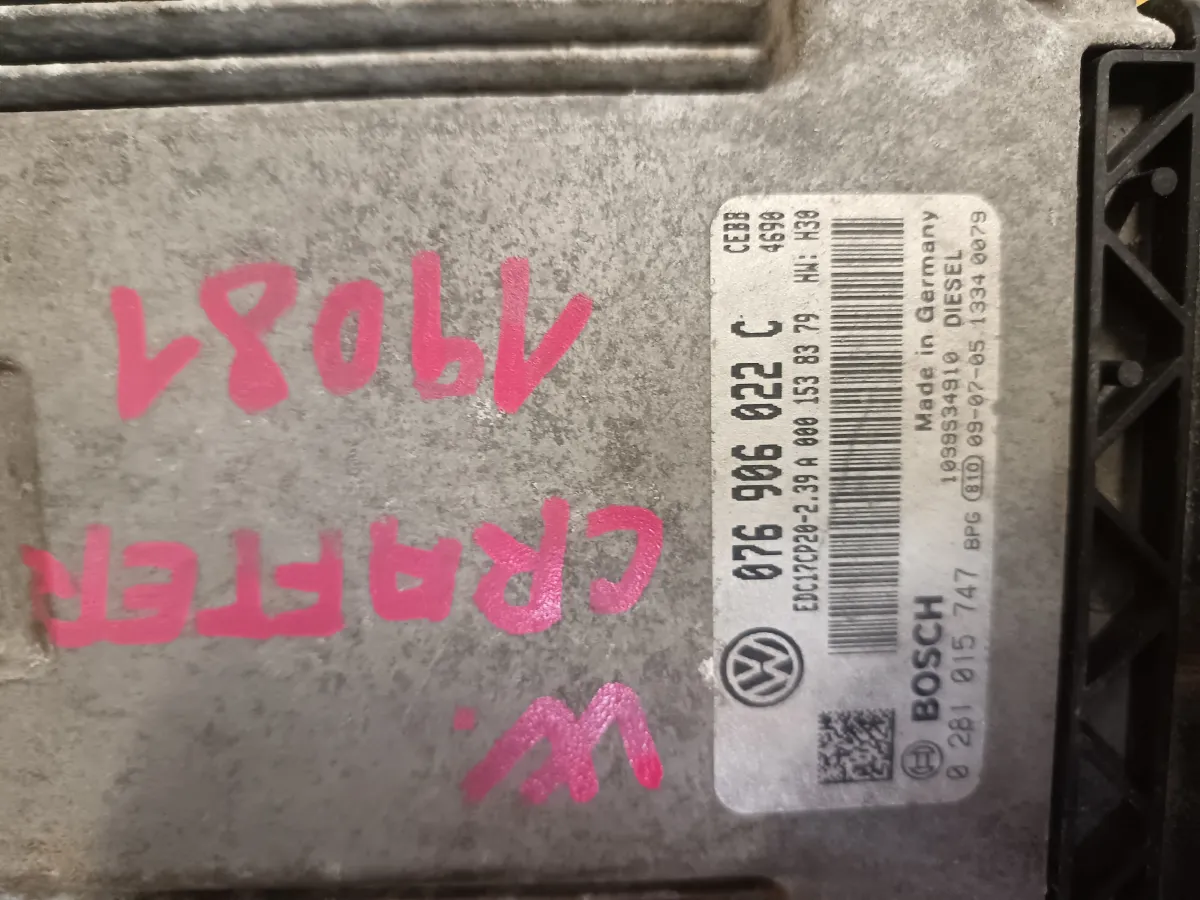 W. CRAFTER 19081
CEBB
4690
076 906 022 C
EDC17CP20-2.39 A 000 153 83 79 HW: H30
Made in Germany
BOSCH
1039S34910 DIESEL
0 281 015 747 BPG 810 09-07-05 1334 0079